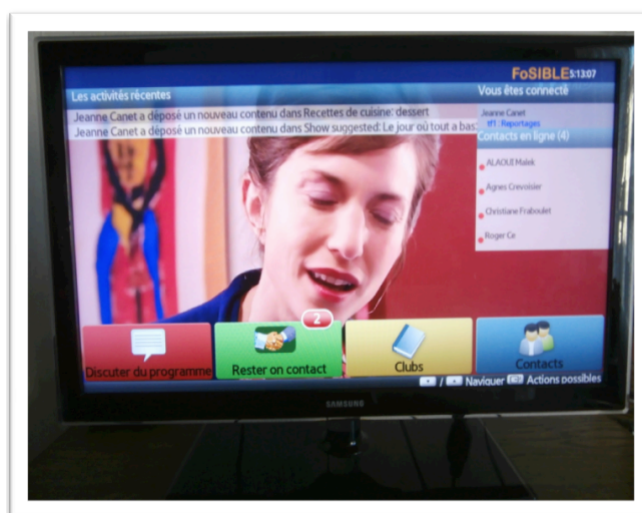 FoSIBLE 5:13:07
Les activités récentes
Vous êtes connecté
Jeanne Canet a déposé un nouveau contenu dans Recettes de cuisine: dessert
Jeanne Canet a déposé un nouveau contenu dans Show suggested: Le jour où tout a bas
Jeanne Canet
tf1 : Reportages
Contacts en ligne (4)
ALAOUI Malek
Agnes Crevoisier
Christiane Fraboulet
Roger Ce
2
Discuter du programme
Rester on contact
Clubs
Contacts
/ Naviguer Actions possibles
SAMSUNG